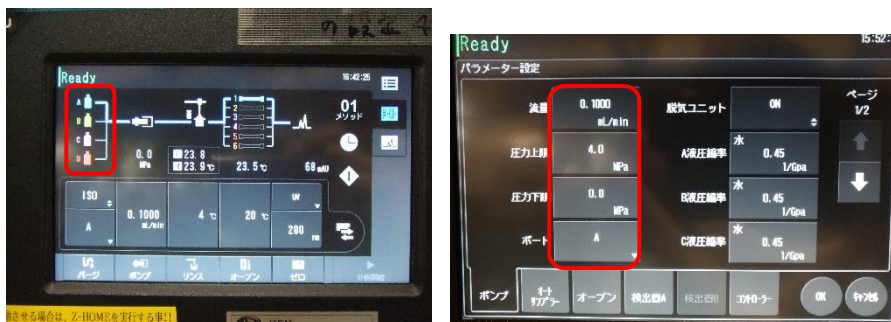 の設定
Ready
16:42:25
A
B
C
D
1
2
3
4
5
6
01
メソッド
0.0
MPa
1 23.8
2 23.9 ℃
23.5 ℃
68 mAU
ISO
A
0.1000
mL/min
4 ℃
20 ℃
UV
280
nm
パージ
ポンプ
リンス
オーブン
ゼロ
分析開始
動させる場合は、Z-HOMEを実行する事!!
Ready
15:52:
パラメーター設定
流量
0.1000
mL/min
脱気ユニット
ON
ページ
1/2
圧力上限
4.0
MPa
A液圧縮率
水
0.45
1/Gpa
圧力下限
0.0
MPa
B液圧縮率
水
0.45
1/Gpa
ポート
A
C液圧縮率
水
0.45
1/Gpa
ポンプ
オート
サンプラー
オーブン
検出器A
検出器B
コントローラー
OK
キャンセル